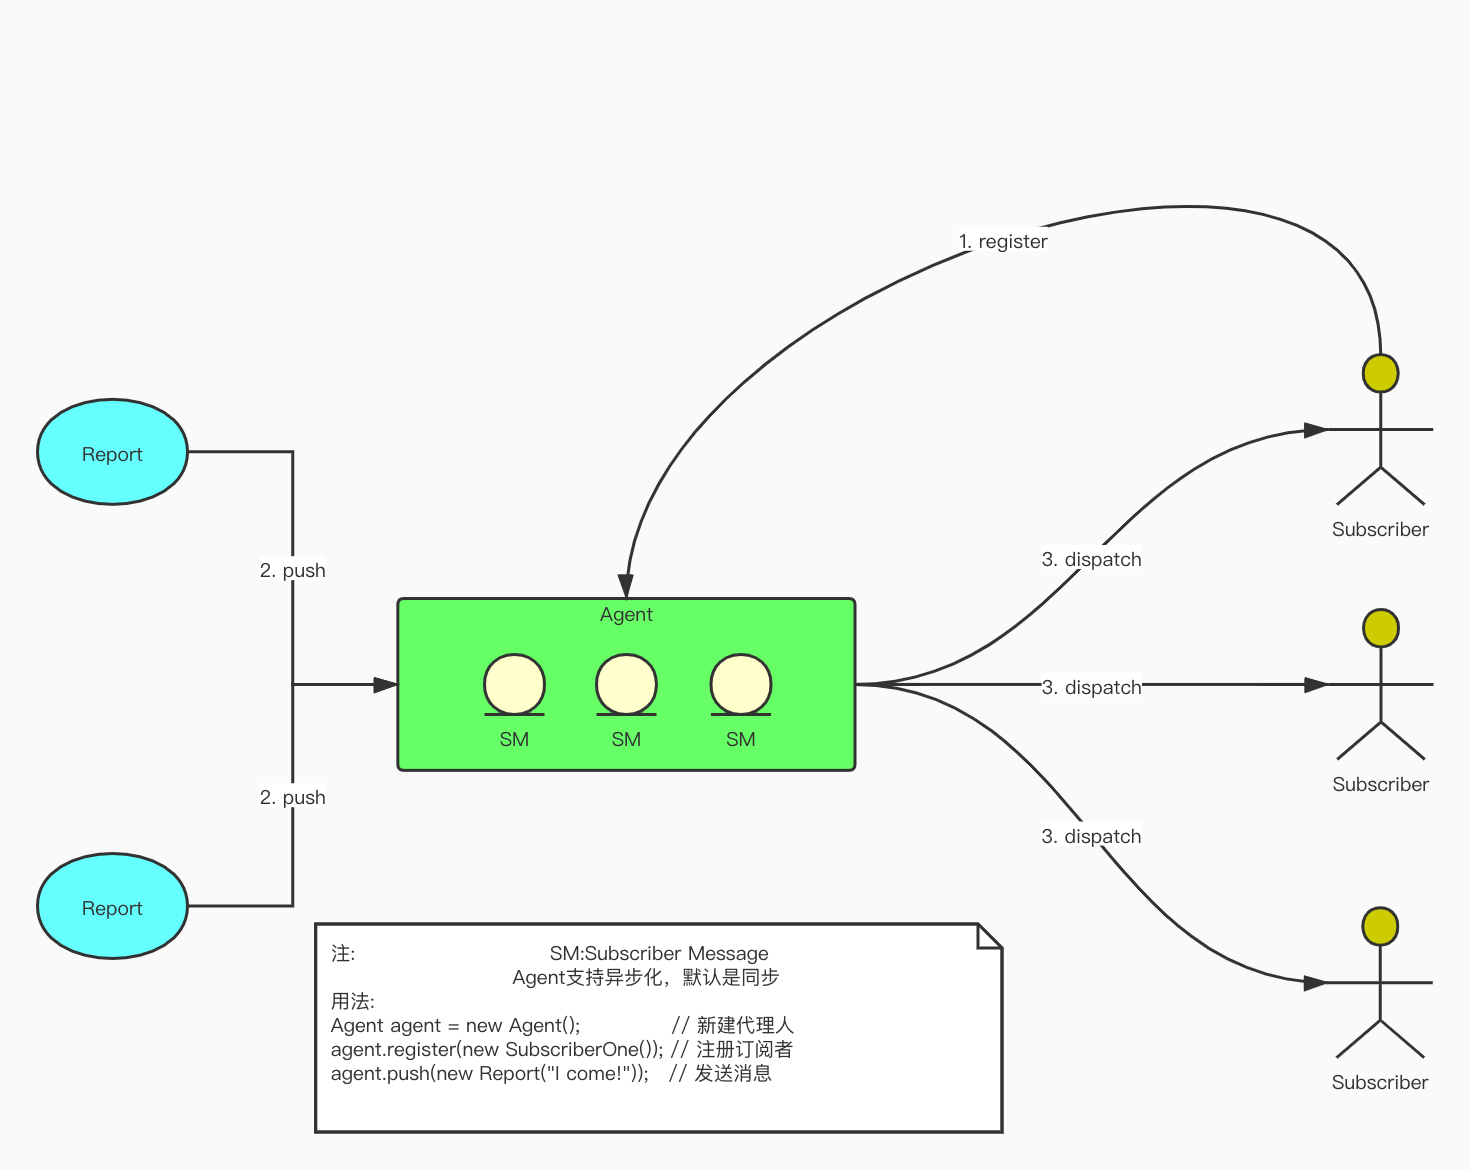 1. register
Report
Subscriber
2. push
3. dispatch
Agent
SM SM SM
3. dispatch
Subscriber
2. push
3. dispatch
Report
注: SM:Subscriber Message
Agent支持异步化，默认是同步
用法:
Agent agent = new Agent(); // 新建代理人
agent.register(new SubscriberOne()); // 注册订阅者
agent.push(new Report("I come!")); // 发送消息
Subscriber